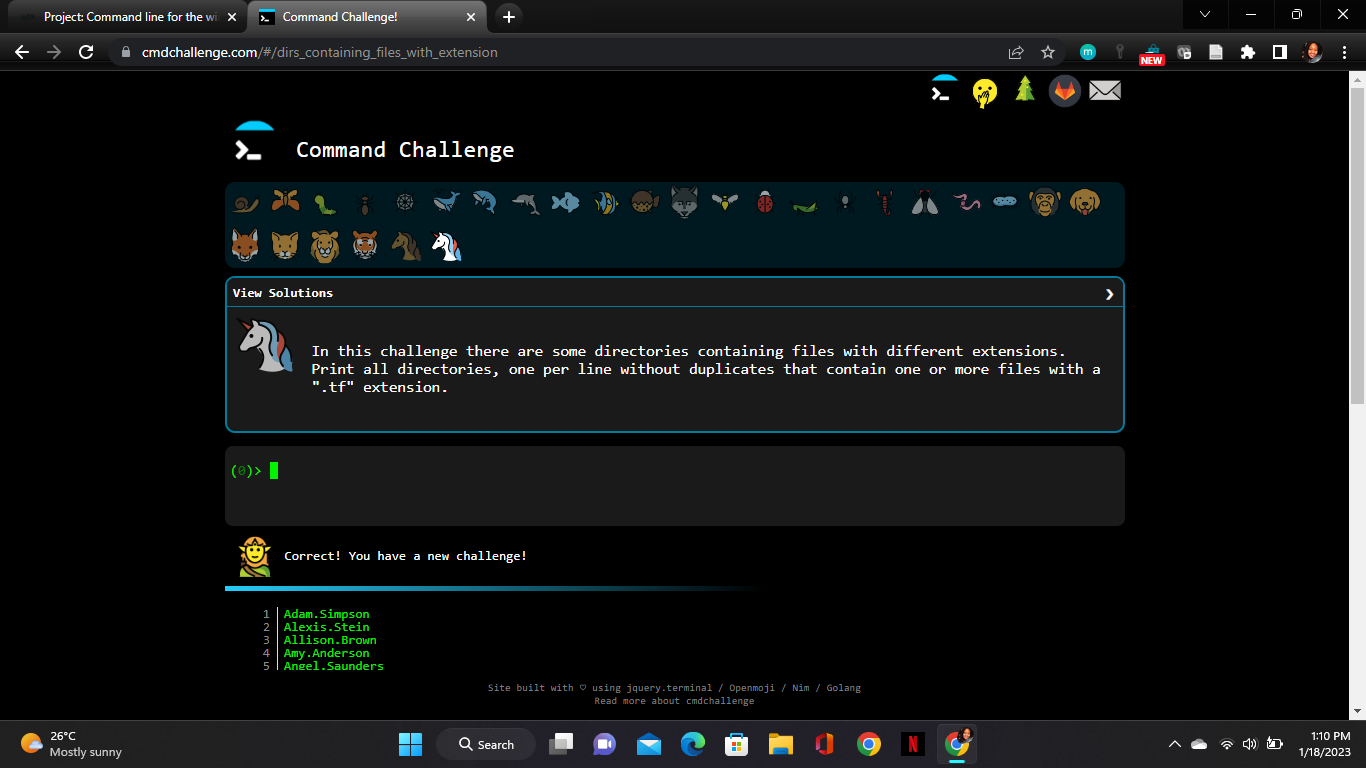 Project: Command line for the wi
Command Challenge!
cmdchallenge.com/#/dirs_containing_files_with_extension
m
NEW
Command Challenge
View Solutions
In this challenge there are some directories containing files with different extensions.
Print all directories, one per line without duplicates that contain one or more files with a
".tf" extension.
(0)>
Correct! You have a new challenge!
1 Adam.Simpson
2 Alexis.Stein
3 Allison.Brown
4 Amy.Anderson
5 Angel.Saunders
Site built with ♡ using jquery.terminal / Openmoji / Nim / Golang
Read more about cmdchallenge
26°C
Mostly sunny
Search
N
1:10 PM
1/18/2023